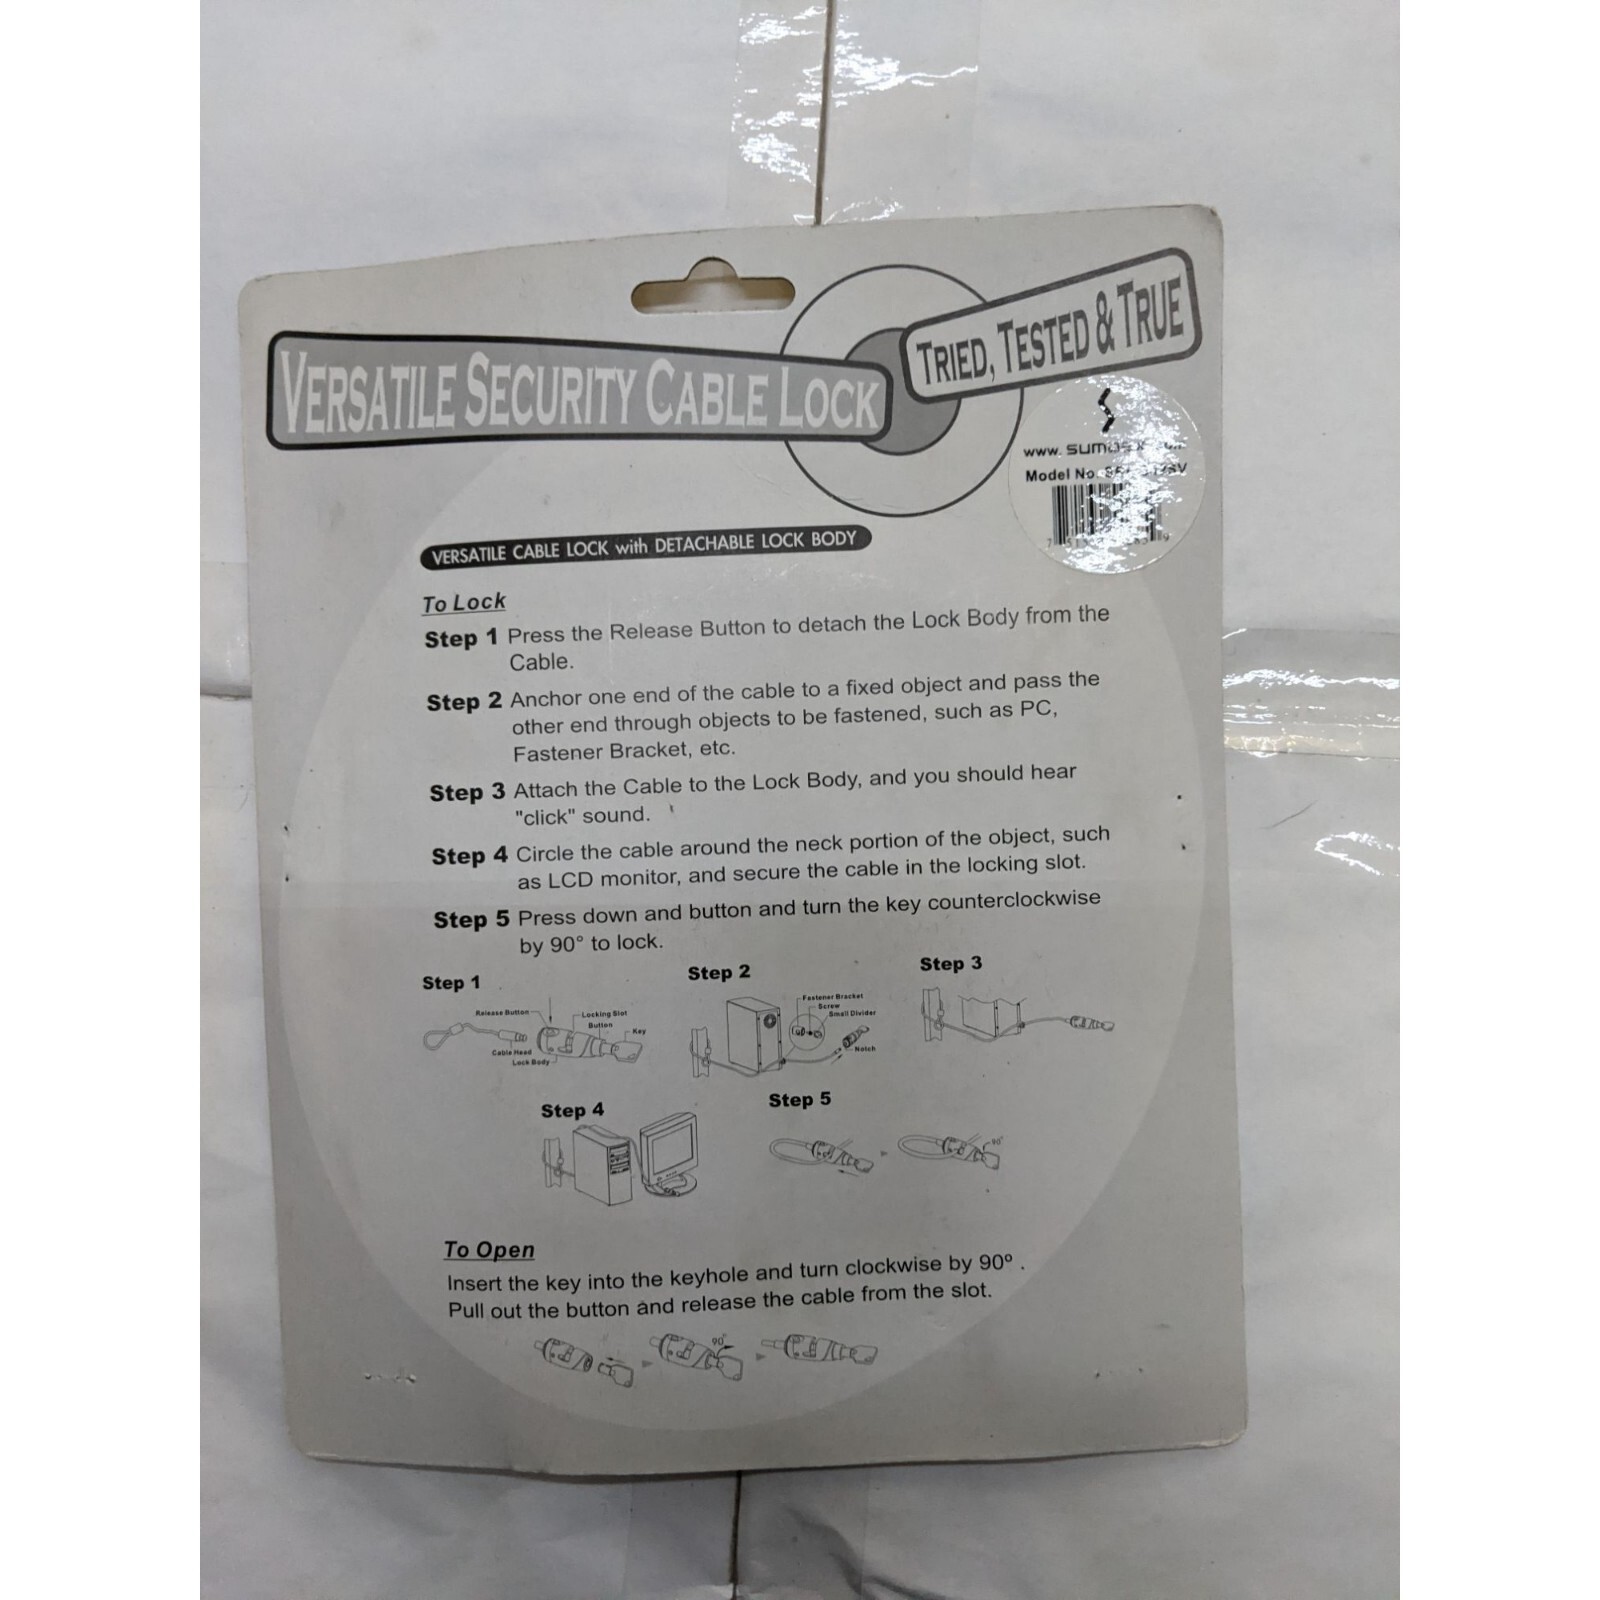 VERSATILE SECURITY CABLE LOCK
TRIED, TESTED & TRUE
www.
Model No.
VERSATILE CABLE LOCK with DETACHABLE LOCK BODY
To Lock
Step 1 Press the Release Button to detach the Lock Body from the
Cable.
Step 2 Anchor one end of the cable to a fixed object and pass the
other end through objects to be fastened, such as PC,
Fastener Bracket, etc.
Step 3 Attach the Cable to the Lock Body, and you should hear
"click" sound.
Step 4 Circle the cable around the neck portion of the object, such
as LCD monitor, and secure the cable in the locking slot.
Step 5 Press down and button and turn the key counterclockwise
by 90° to lock.
Step 1
Release Button
Locking Slot
Button
Key
Cable Head
Lock Body
Step 2
Fastener Bracket
Screw
Small Divider
Notch
Step 3
Step 4
Step 5
90°
To Open
Insert the key into the keyhole and turn clockwise by 90º .
Pull out the button and release the cable from the slot.
90°